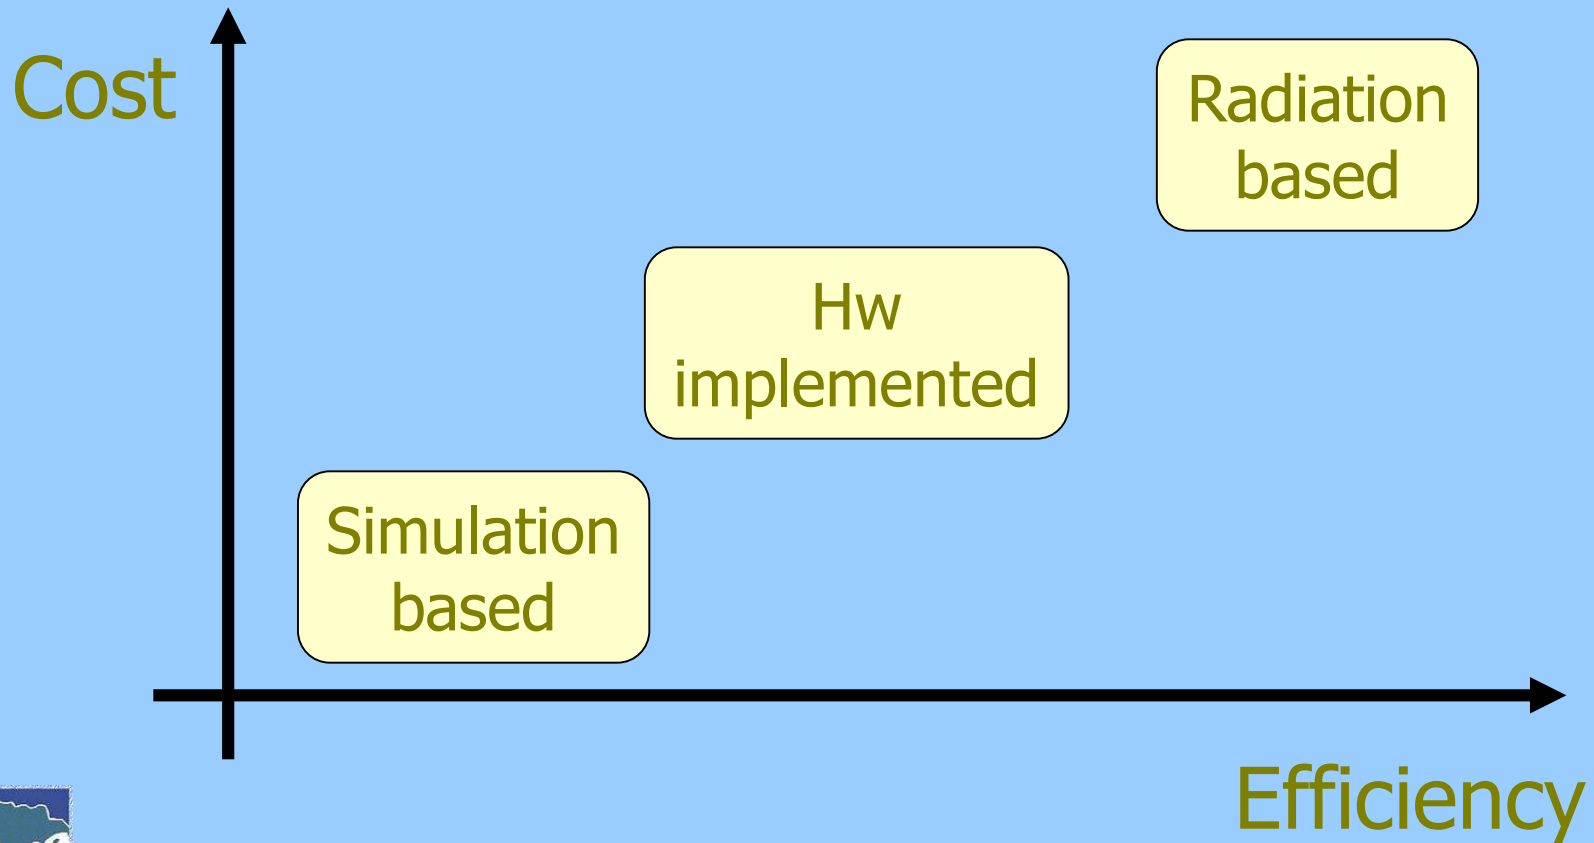 Cost
Radiation
based
Hw
implemented
Simulation
based
Efficiency